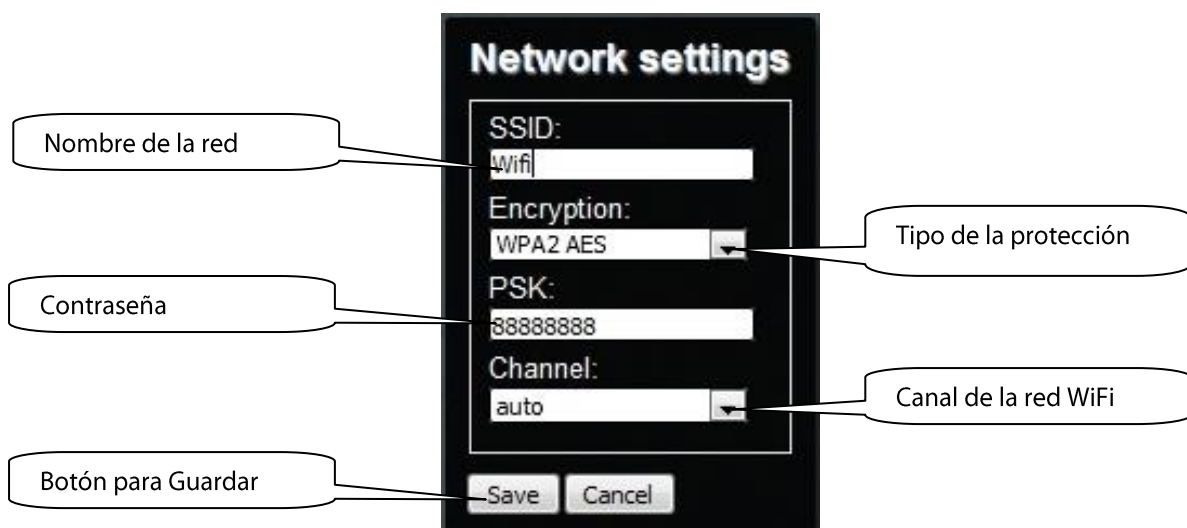 Network settings
SSID:
Nombre de la red
Wifi
Encryption:
WPA2 AES
Tipo de la protección
PSK:
Contraseña
88888888
Channel:
auto
Canal de la red WiFi
Botón para Guardar
Save
Cancel